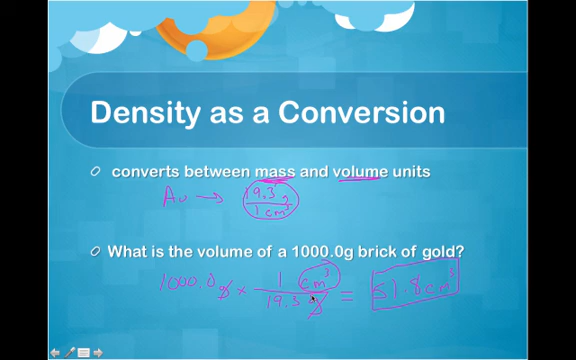 Density as a Conversion
converts between mass and volume units
Au → 19.3 g / 1 cm³
What is the volume of a 1000.0g brick of gold?
1000.0 g × 1 cm³ / 19.3 g = 51.8 cm³